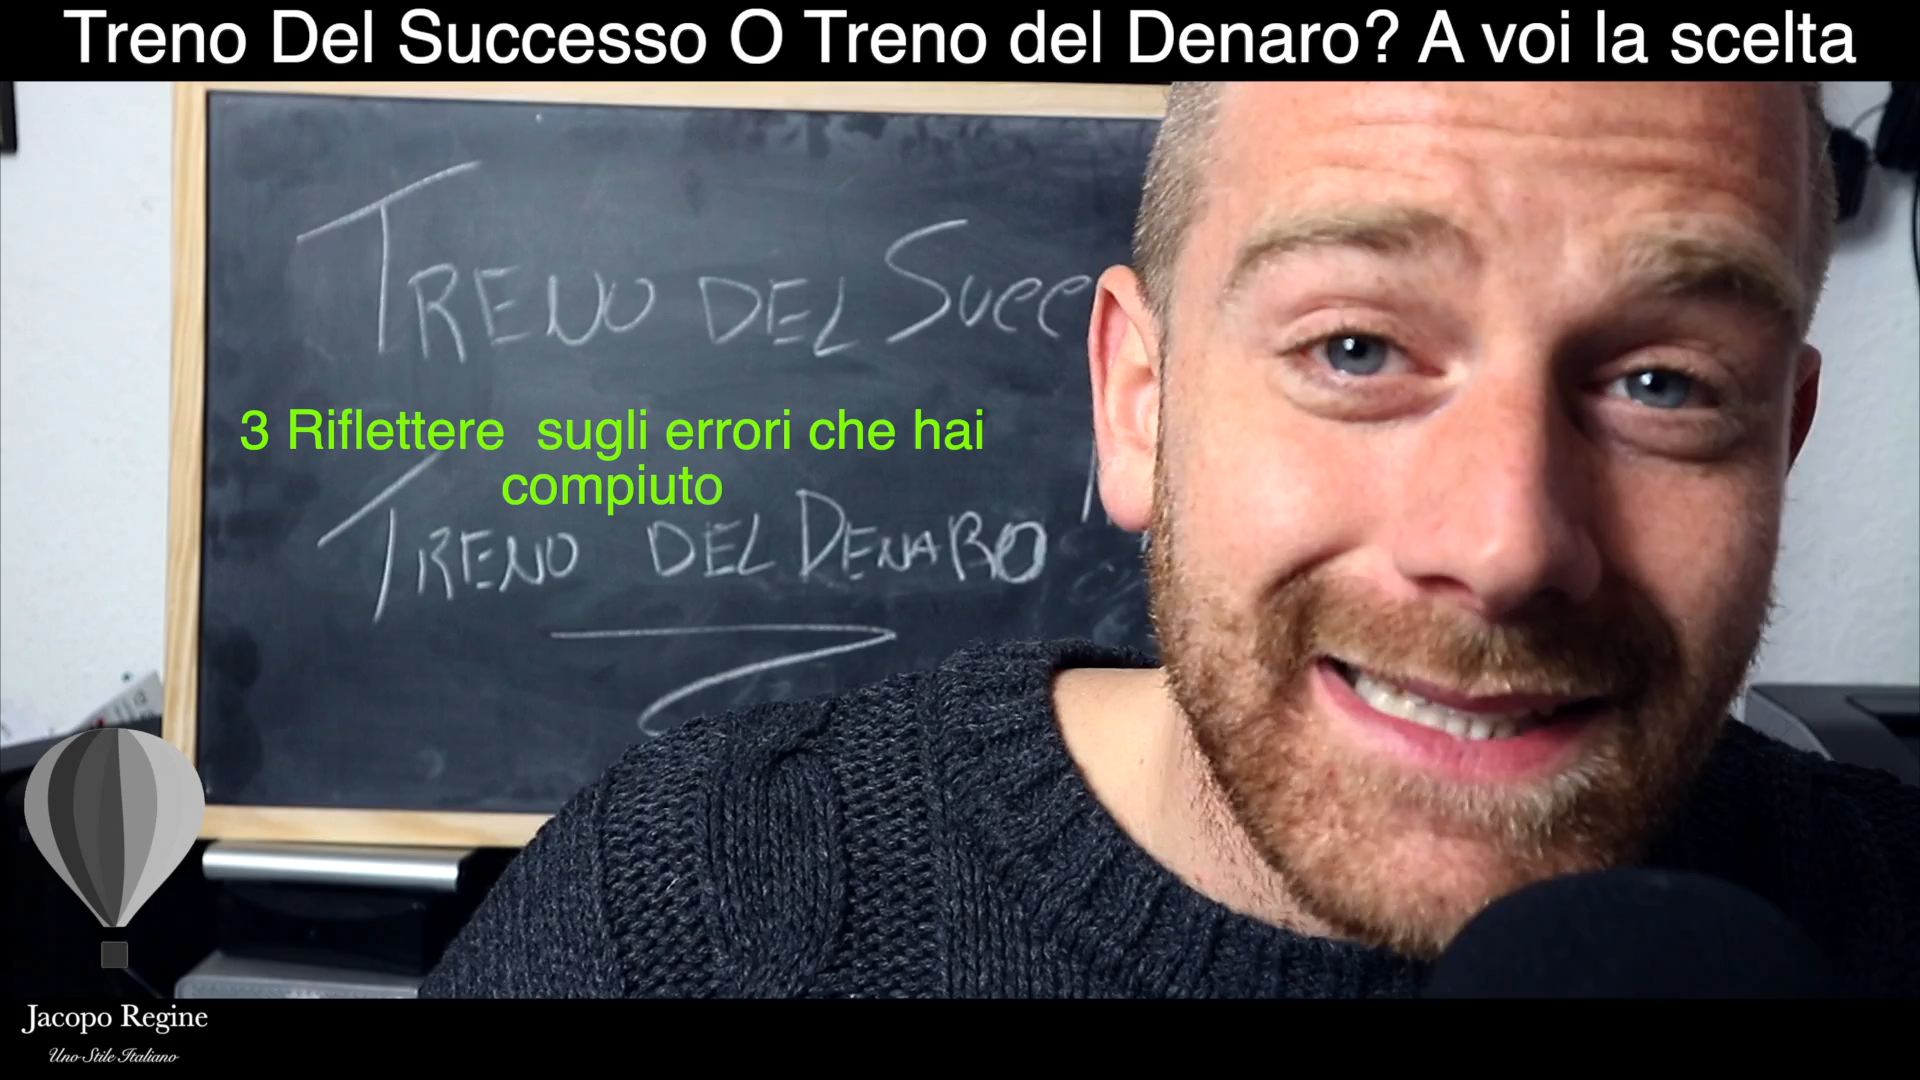 Treno Del Successo O Treno del Denaro? A voi la scelta
TRENO DEL Succ
3 Riflettere sugli errori che hai
compiuto
TRENO DEL DENARO
Jacopo Regine
Uno Stile Italiano